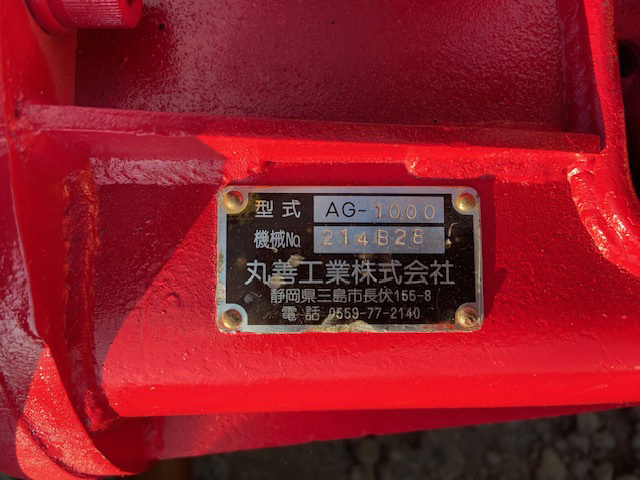 型式 AG-1000
機械No. 214B28
丸善工業株式会社
静岡県三島市長伏155-8
電話 0559-77-2140